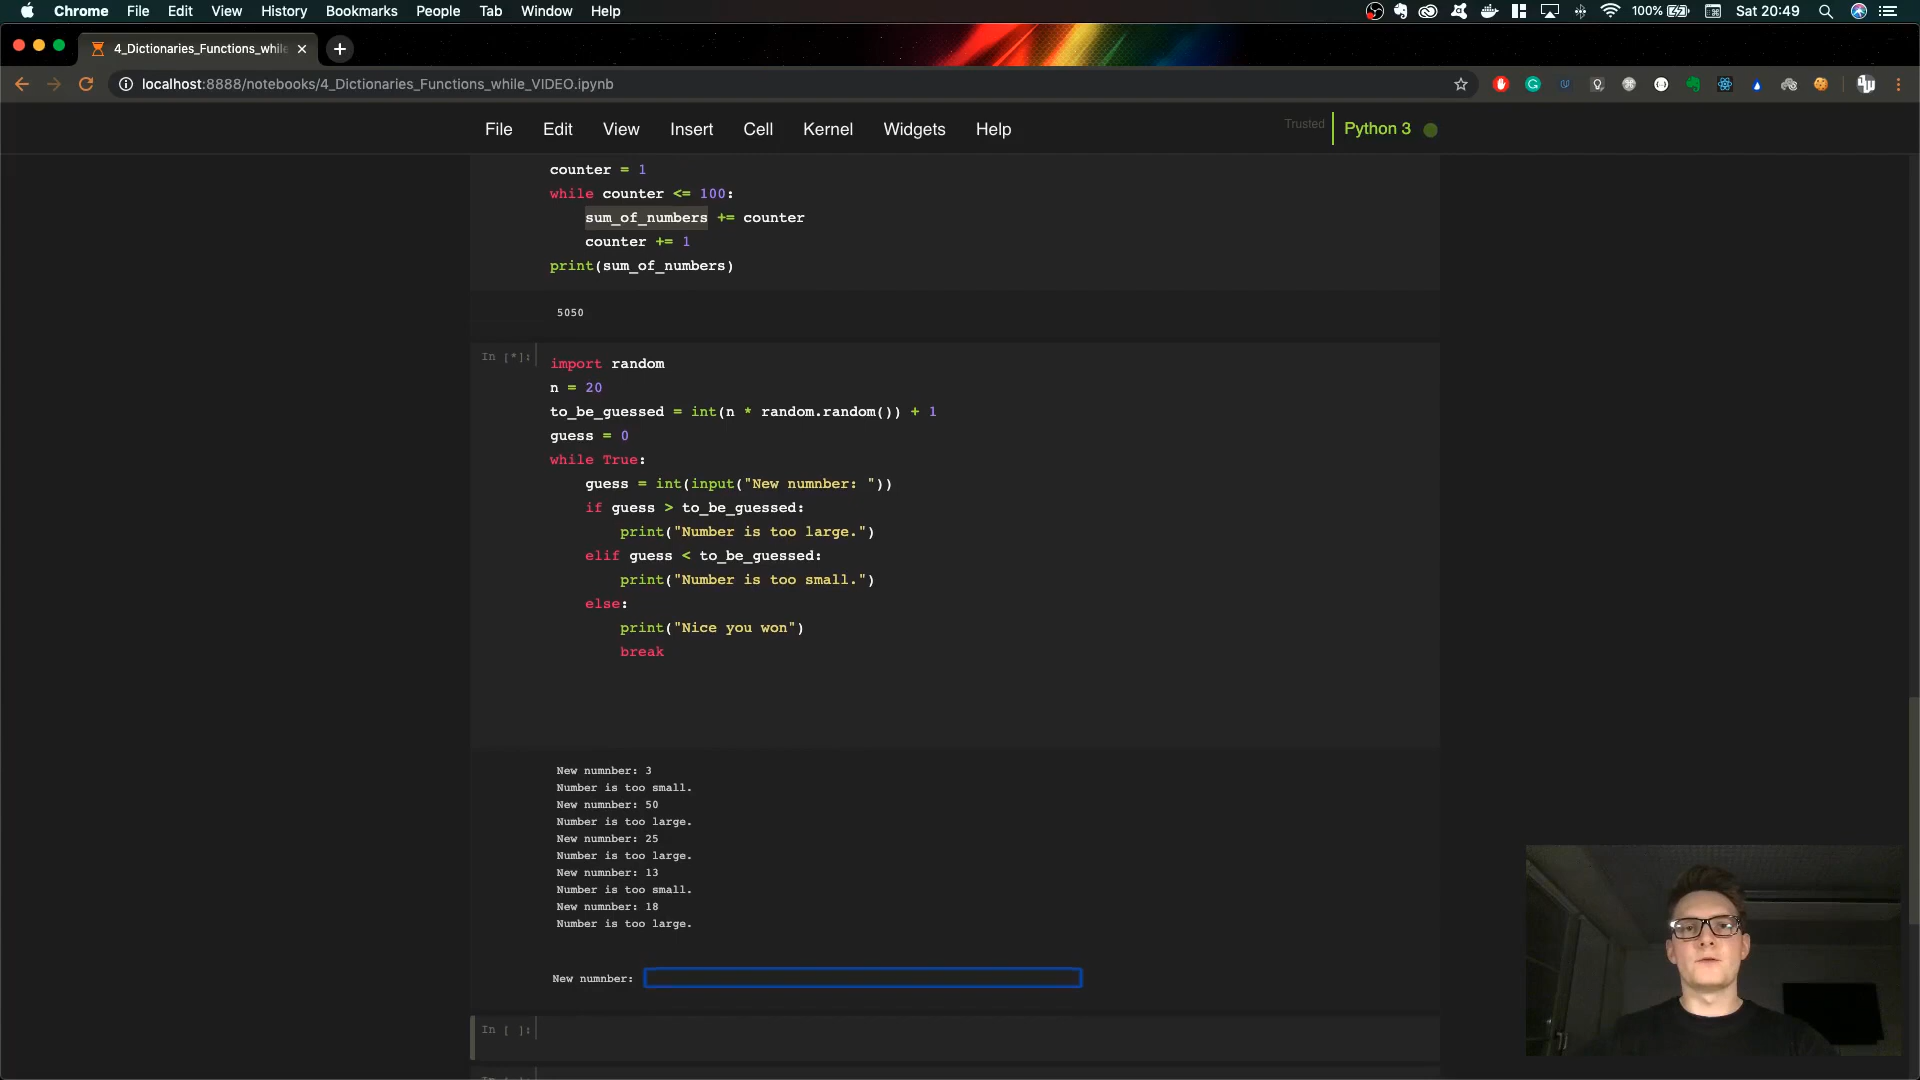 Chrome File Edit View History Bookmarks People Tab Window Help 100% Sat 20:49
4_Dictionaries_Functions_while
localhost:8888/notebooks/4_Dictionaries_Functions_while_VIDEO.ipynb
File Edit View Insert Cell Kernel Widgets Help Trusted Python 3
counter = 1
while counter <= 100:
    sum_of_numbers += counter
    counter += 1
print(sum_of_numbers)
5050
In [*]:
import random
n = 20
to_be_guessed = int(n * random.random()) + 1
guess = 0
while True:
    guess = int(input("New numnber: "))
    if guess > to_be_guessed:
        print("Number is too large.")
    elif guess < to_be_guessed:
        print("Number is too small.")
    else:
        print("Nice you won")
        break
New numnber: 3
Number is too small.
New numnber: 50
Number is too large.
New numnber: 25
Number is too large.
New numnber: 13
Number is too small.
New numnber: 18
Number is too large.
New numnber:
In [ ]: